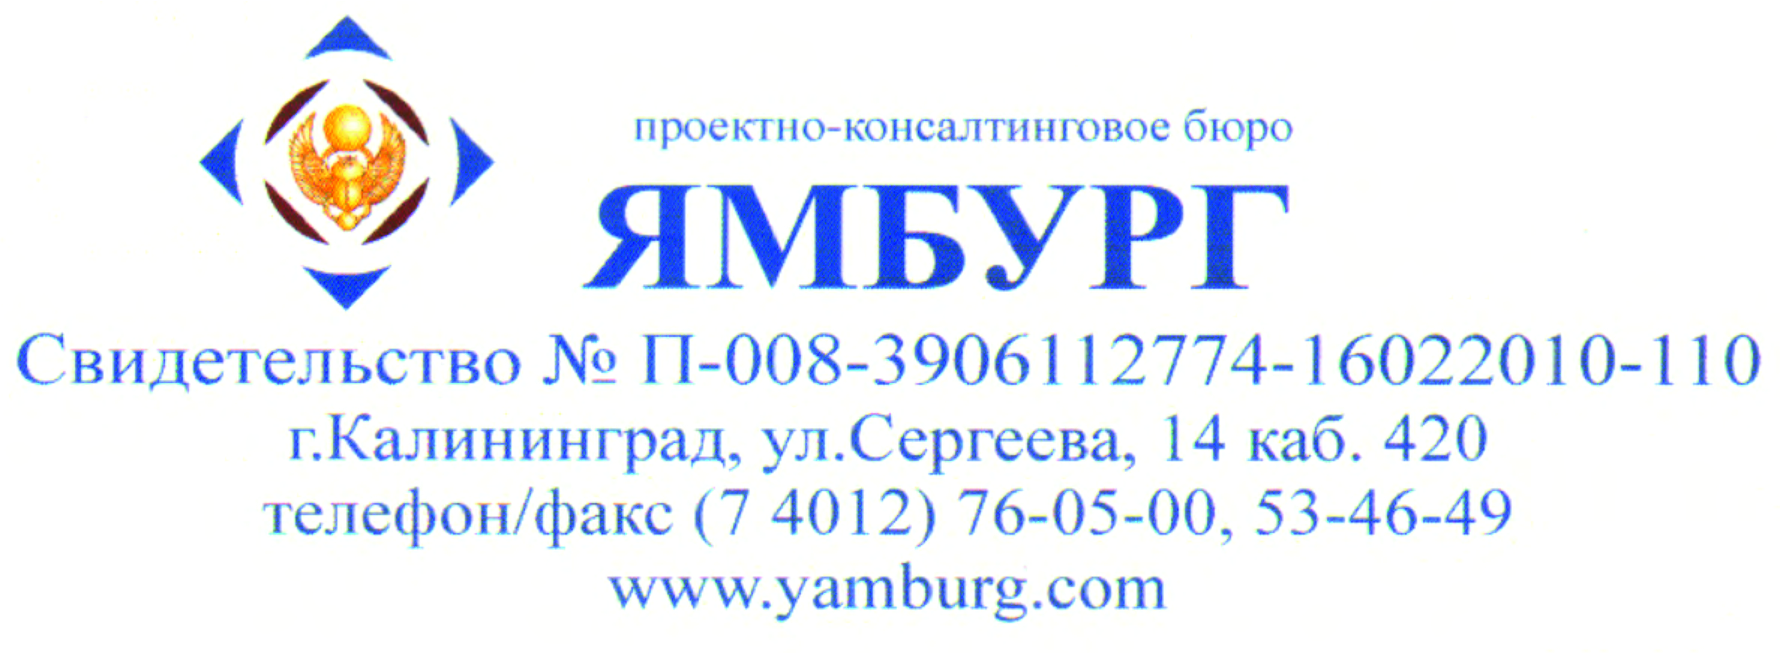 проектно-консалтинговое бюро
ЯМБУРГ
Свидетельство № П-008-3906112774-16022010-110
г.Калининград, ул.Сергеева, 14 каб. 420
телефон/факс (7 4012) 76-05-00, 53-46-49
www.yamburg.com